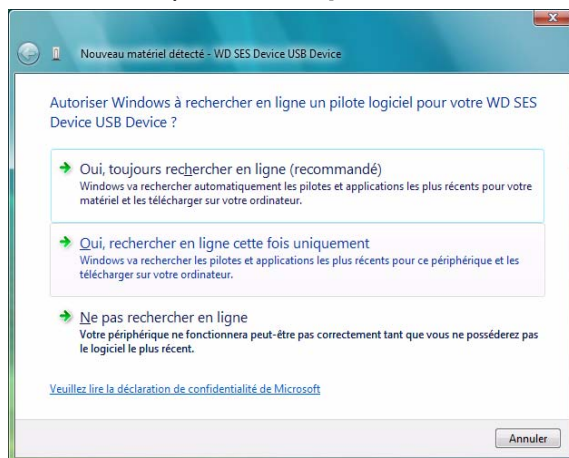 Nouveau matériel détecté - WD SES Device USB Device
Autoriser Windows à rechercher en ligne un pilote logiciel pour votre WD SES
Device USB Device ?
Oui, toujours rechercher en ligne (recommandé)
Windows va rechercher automatiquement les pilotes et applications les plus récents pour votre
matériel et les télécharger sur votre ordinateur.
Oui, rechercher en ligne cette fois uniquement
Windows va rechercher les pilotes et applications les plus récents pour ce périphérique et les
télécharger sur votre ordinateur.
Ne pas rechercher en ligne
Votre périphérique ne fonctionnera peut-être pas correctement tant que vous ne posséderez pas
le logiciel le plus récent.
Veuillez lire la déclaration de confidentialité de Microsoft
Annuler